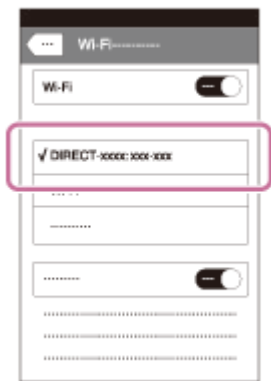 ... Wi-Fi------------
Wi-Fi
√ DIRECT-xxxx: xxx-xxx